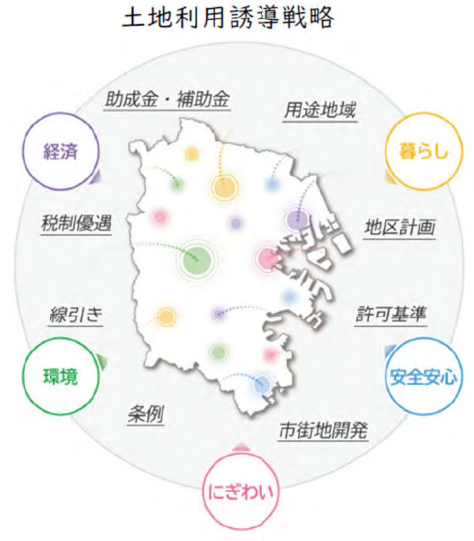 土地利用誘導戦略
助成金・補助金
用途地域
経済
暮らし
税制優遇
地区計画
線引き
許可基準
環境
安全安心
条例
市街地開発
にぎわい